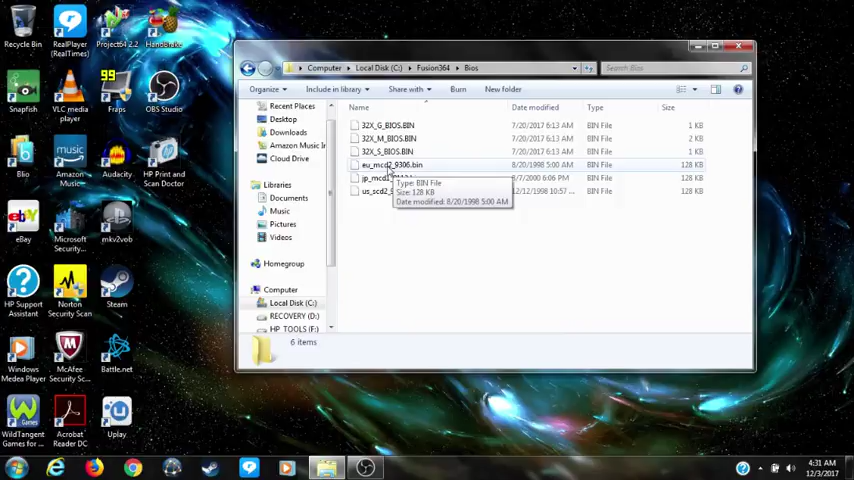 Recycle Bin
RealPlayer
(RealTimes)
Project64 2.2
HandBrake
Snapfish
VLC media
player
99
Fraps
OBS Studio
Blio
Amazon
Music
Audacity
HP Print and
Scan Doctor
eBay
Microsoft
Security...
mkv2vob
HP Support
Assistant
Norton
Security Scan
Steam
Windows
Media Player
McAfee
Security Sc...
Battle.net
WildTangent
Games for ...
Acrobat
Reader DC
Uplay
Computer
Local Disk (C:)
Fusion364
Bios
Search Bios
Organize
Include in library
Share with
Burn
New folder
Recent Places
Desktop
Downloads
Amazon Music
Cloud Drive
Libraries
Documents
Music
Pictures
Videos
Homegroup
Computer
Local Disk (C:)
RECOVERY (D:)
HP_TOOLS (F:)
Name Date modified Type Size
32X_G_BIOS.BIN 7/20/2017 6:13 AM BIN File 1 KB
32X_M_BIOS.BIN 7/20/2017 6:13 AM BIN File 2 KB
32X_S_BIOS.BIN 7/20/2017 6:13 AM BIN File 1 KB
eu_mcd2_9306.bin 8/20/1998 5:00 AM BIN File 128 KB
8/7/2000 6:06 PM BIN File 128 KB
12/12/1998 10:57 ... BIN File 128 KB
Type: BIN File
Size: 128 KB
Date modified: 8/20/1998 5:00 AM
6 items
4:31 AM
12/3/2017